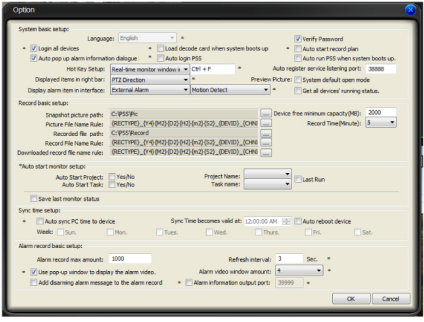 Option
System basic setup:
Language: English *
Verify Password
* Login all devices * Load decode card when system boots up * Auto start record plan
Auto pop up alarm information dialogue * Auto login PSS Auto run PSS when system boots up.
Hot Key Setup: Real-time monitor window s Ctrl + F * Auto register service listening port: 38888
Displayed items in right bar: PTZ Direction * Preview Picture: System default open mode
Display alarm item in interface: External Alarm Motion Detect * Get all devices' running status.
Record basic setup:
Snapshot picture path: C:\PSS\Pic ... Device free minimum capacity(MB): 2000
Picture File Name Rule: ... Record Time(Minute): 5
Recorded file path: C:\PSS\Record ...
Record File Name Rule: ...
Downloaded record file name rule: ...
*Auto start monitor setup:
Auto Start Project: Yes/No Project Name: Last Run
Auto Start Task: Yes/No Task name:
Save last monitor status
Sync time setup:
* Auto sync PC time to device Sync Time becomes valid at: 12:00:00 AM * Auto reboot device
Week: Sun. Mon. Tues. Wed. Thurs. Fri. Sat.
Alarm record basic setup:
Alarm record max amount: 1000 Refresh interval: 3 Sec. *
* Use pop-up window to display the alarm video. Alarm video window amount: 4 *
Add disarming alarm message to the alarm record * Alarm information output port: 39999 *
OK Cancel